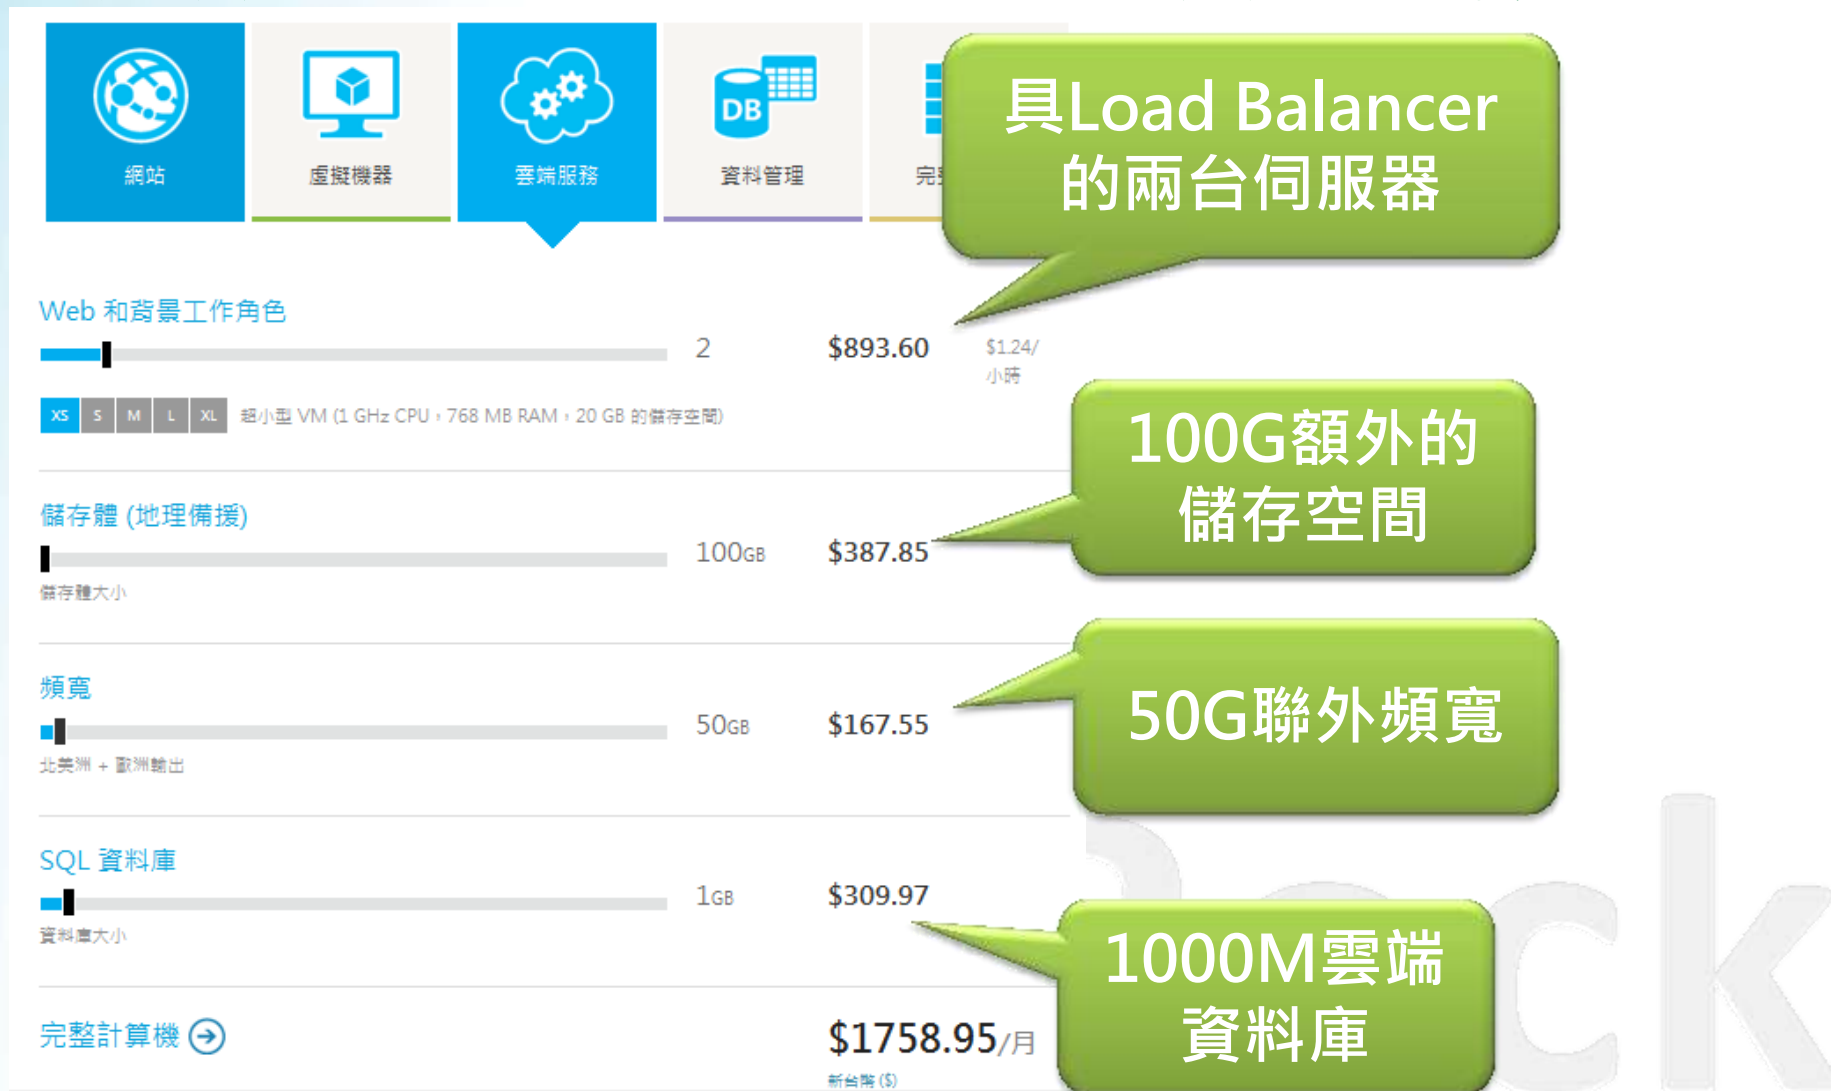 網站
虛擬機器
雲端服務
DB
資料管理
具Load Balancer
的兩台伺服器
Web 和背景工作角色
2
$893.60
$1.24/
小時
XS S M L XL 超小型 VM (1 GHz CPU，768 MB RAM，20 GB 的儲存空間)
100G額外的
儲存空間
儲存體 (地理備援)
100GB
$387.85
儲存體大小
頻寬
50GB
$167.55
50G聯外頻寬
北美洲 + 歐洲輸出
SQL 資料庫
1GB
$309.97
資料庫大小
1000M雲端
資料庫
完整計算機
$1758.95/月
新台幣 ($)